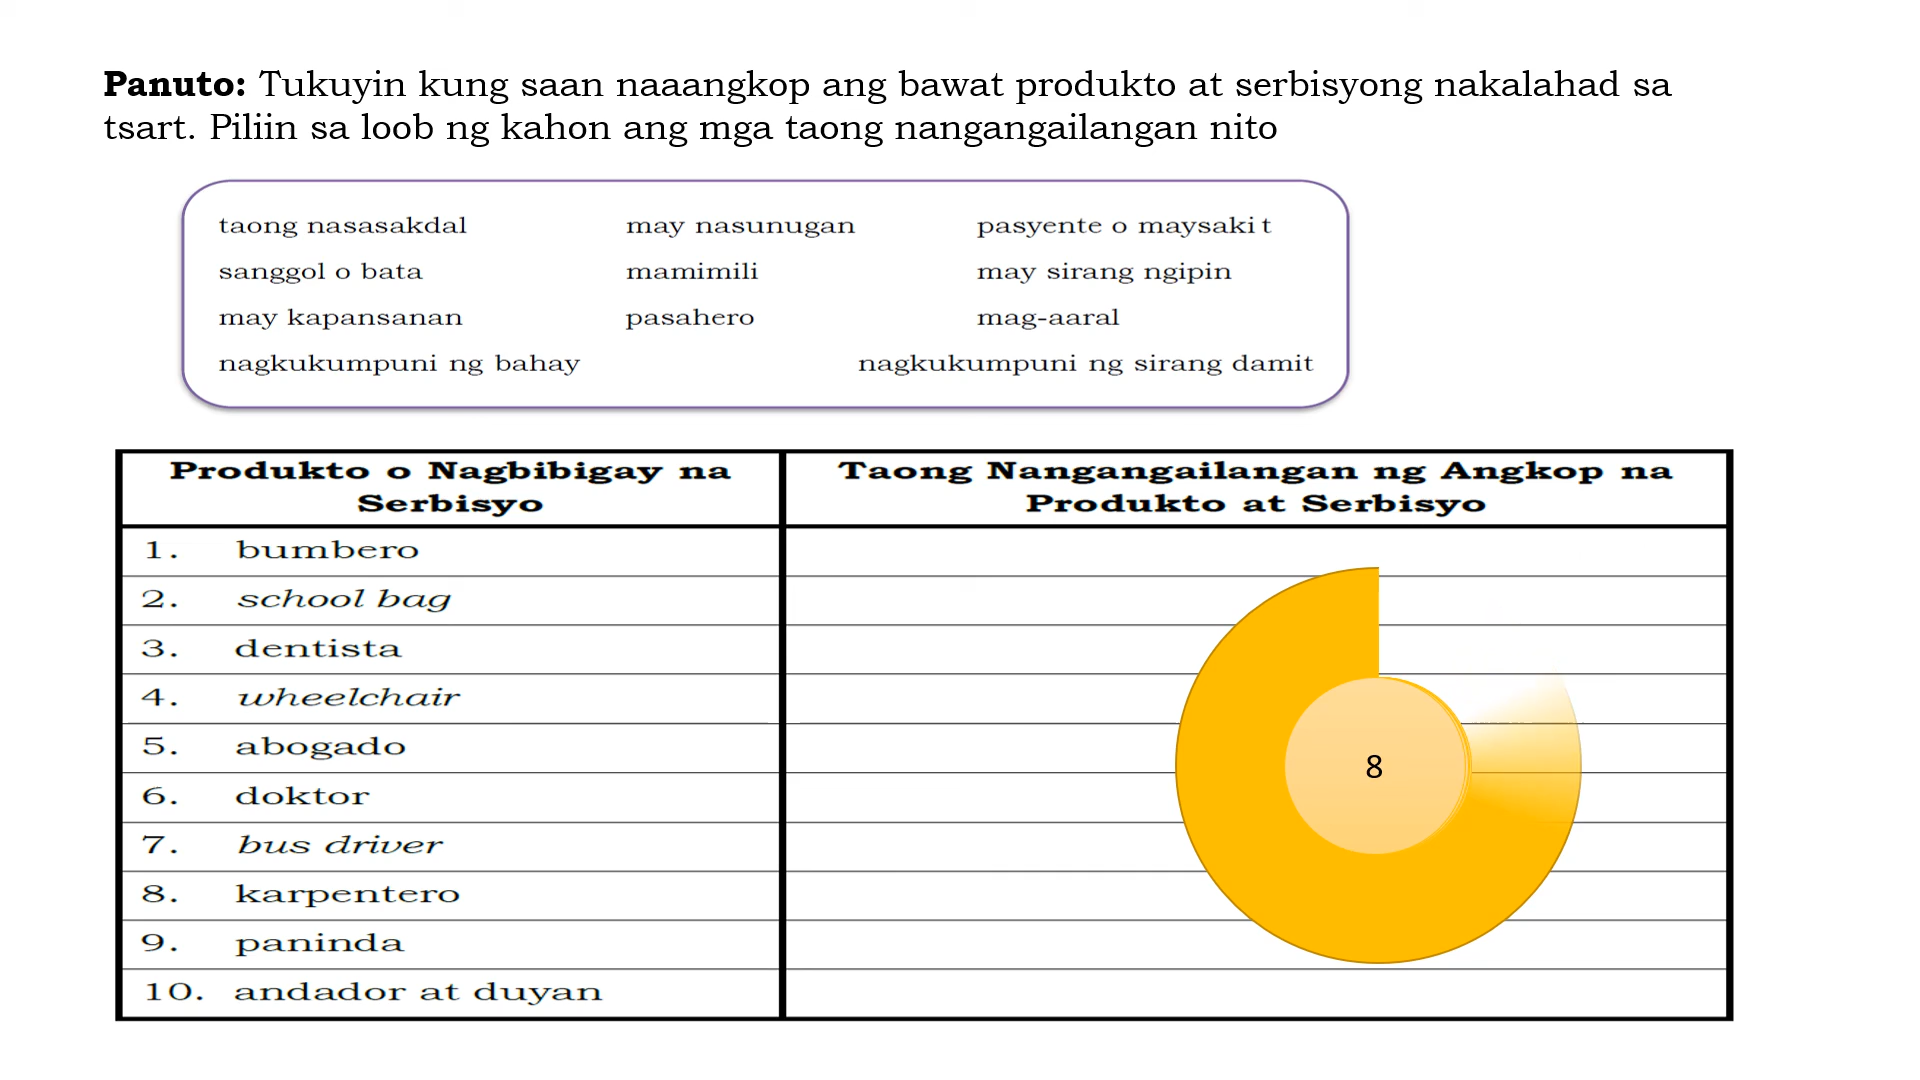 Panuto: Tukuyin kung saan naaangkop ang bawat produkto at serbisyong nakalahad sa
tsart. Piliin sa loob ng kahon ang mga taong nangangailangan nito
taong nasasakdal may nasunugan pasyente o maysakit
sanggol o bata mamimili may sirang ngipin
may kapansanan pasahero mag-aaral
nagkukumpuni ng bahay nagkukumpuni ng sirang damit
Produkto o Nagbibigay na
Serbisyo
Taong Nangangailangan ng Angkop na
Produkto at Serbisyo
1. bumbero
2. school bag
3. dentista
4. wheelchair
5. abogado
6. doktor
7. bus driver
8. karpentero
9. paninda
10. andador at duyan
8